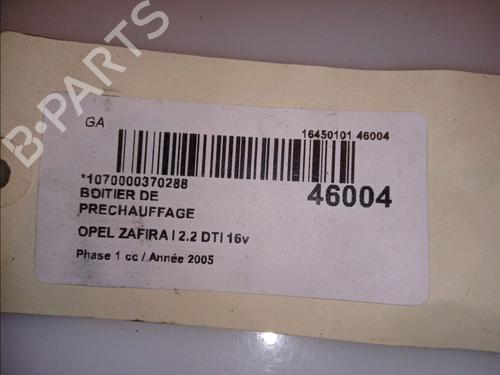 B-PARTS
GA
16450101 46004
*1070000370288
46004
BOITIER DE
PRECHAUFFAGE
OPEL ZAFIRA I 2.2 DTI 16v
Phase 1 cc / Année 2005